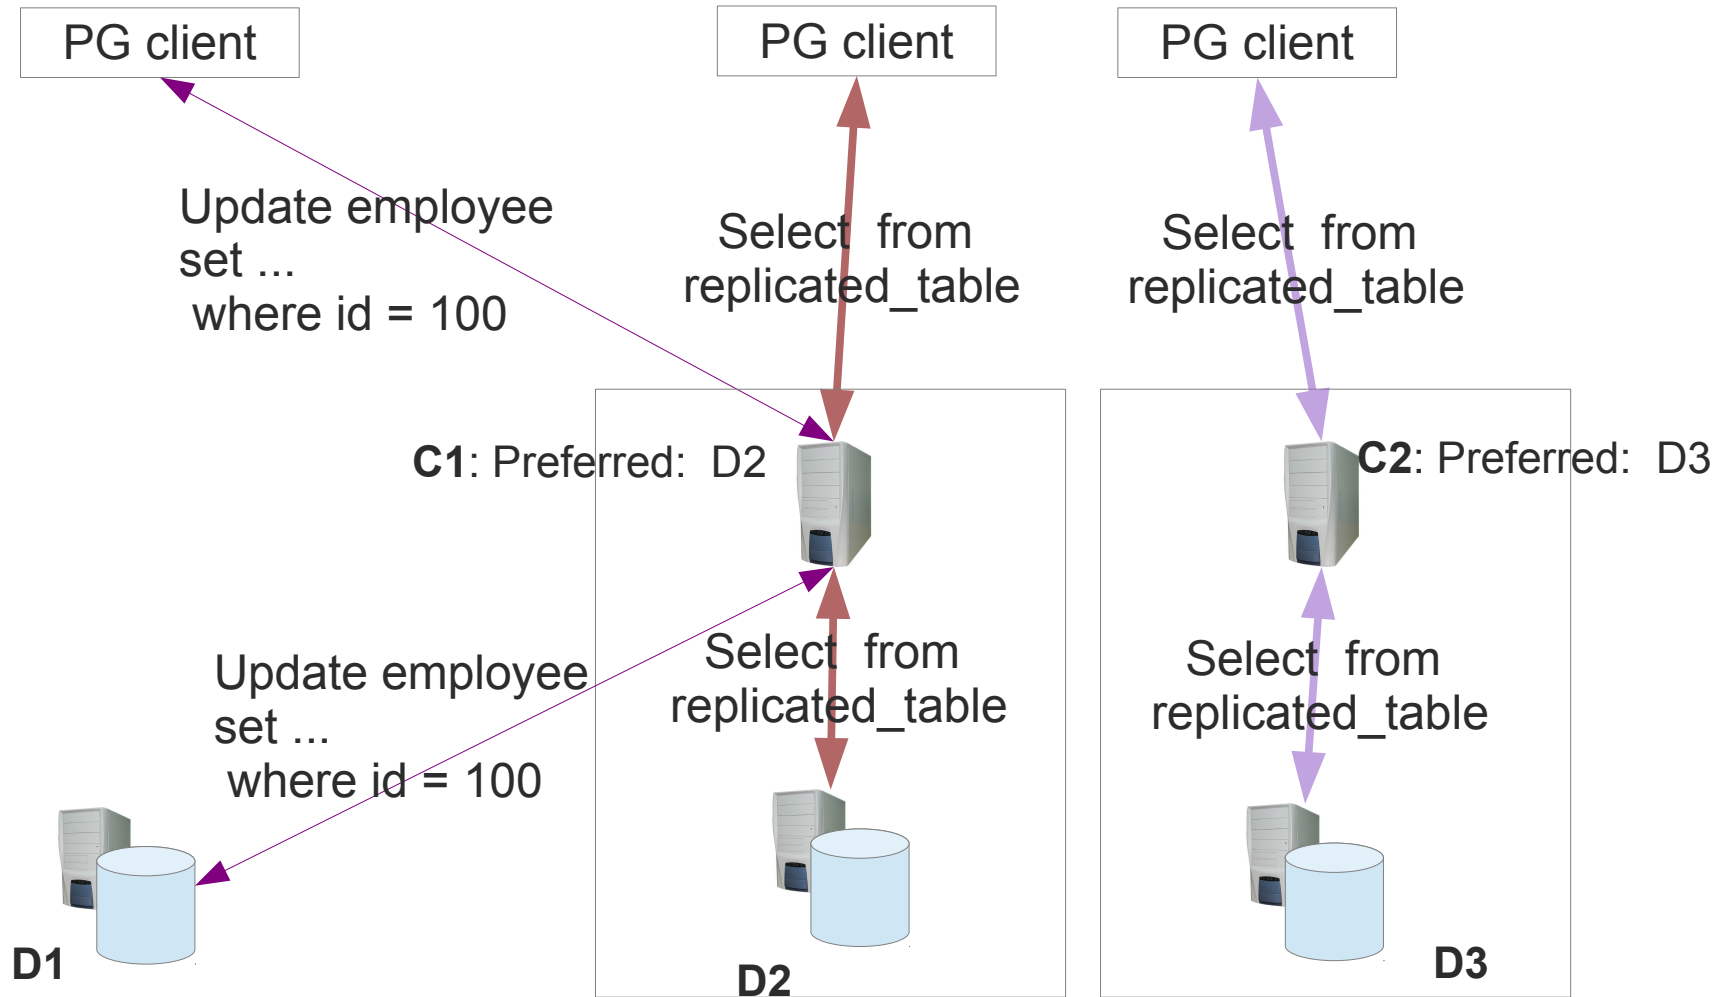 PG client
PG client
PG client
Update employee
set ...
where id = 100
Select from
replicated_table
Select from
replicated_table
C1: Preferred: D2
C2: Preferred: D3
Update employee
set ...
where id = 100
Select from
replicated_table
Select from
replicated_table
D1
D2
D3